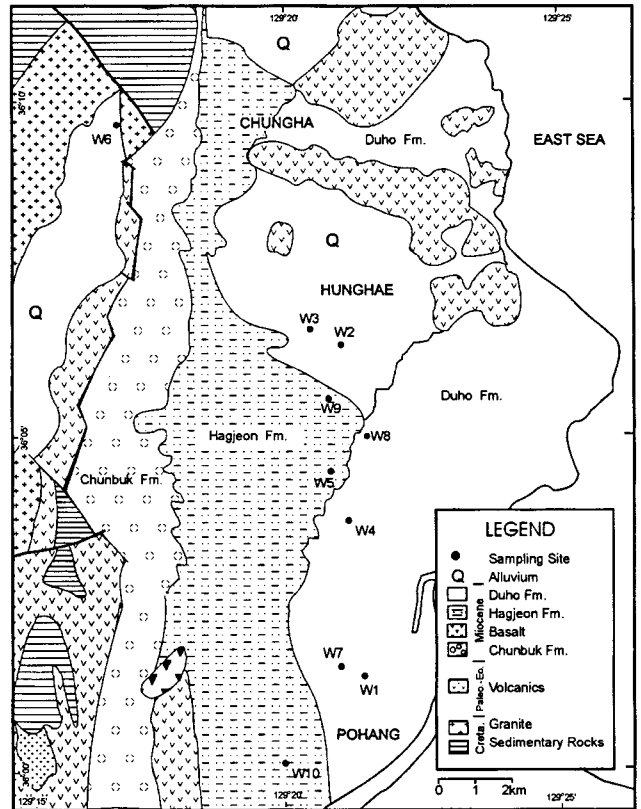 129°20'
129°25'
Q
36°10'
W6
CHUNGHA
Duho Fm.
EAST SEA
Q
HUNGHAE
Q
W3
W2
W9
Duho Fm.
36°05'
Hagjeon Fm.
W8
Chunbuk Fm.
W5
W4
LEGEND
Sampling Site
Q Alluvium
Duho Fm.
Hagjeon Fm.
Basalt
Chunbuk Fm.
Miocene
Volcanics
Paleo.-Eo.
Granite
Sedimentary Rocks
Creta.
W7
W1
POHANG
W10
36°00'
129°15'
129°20'
0 1 2km
129°25'